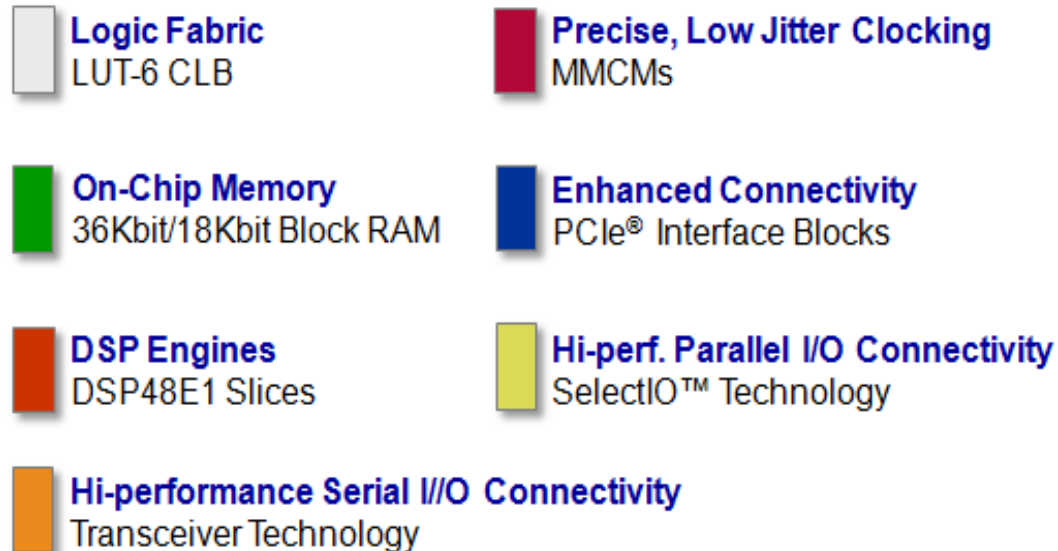 Logic Fabric
LUT-6 CLB
Precise, Low Jitter Clocking
MMCMs
On-Chip Memory
36Kbit/18Kbit Block RAM
Enhanced Connectivity
PCIe® Interface Blocks
DSP Engines
DSP48E1 Slices
Hi-perf. Parallel I/O Connectivity
SelectIO™ Technology
Hi-performance Serial I//O Connectivity
Transceiver Technology